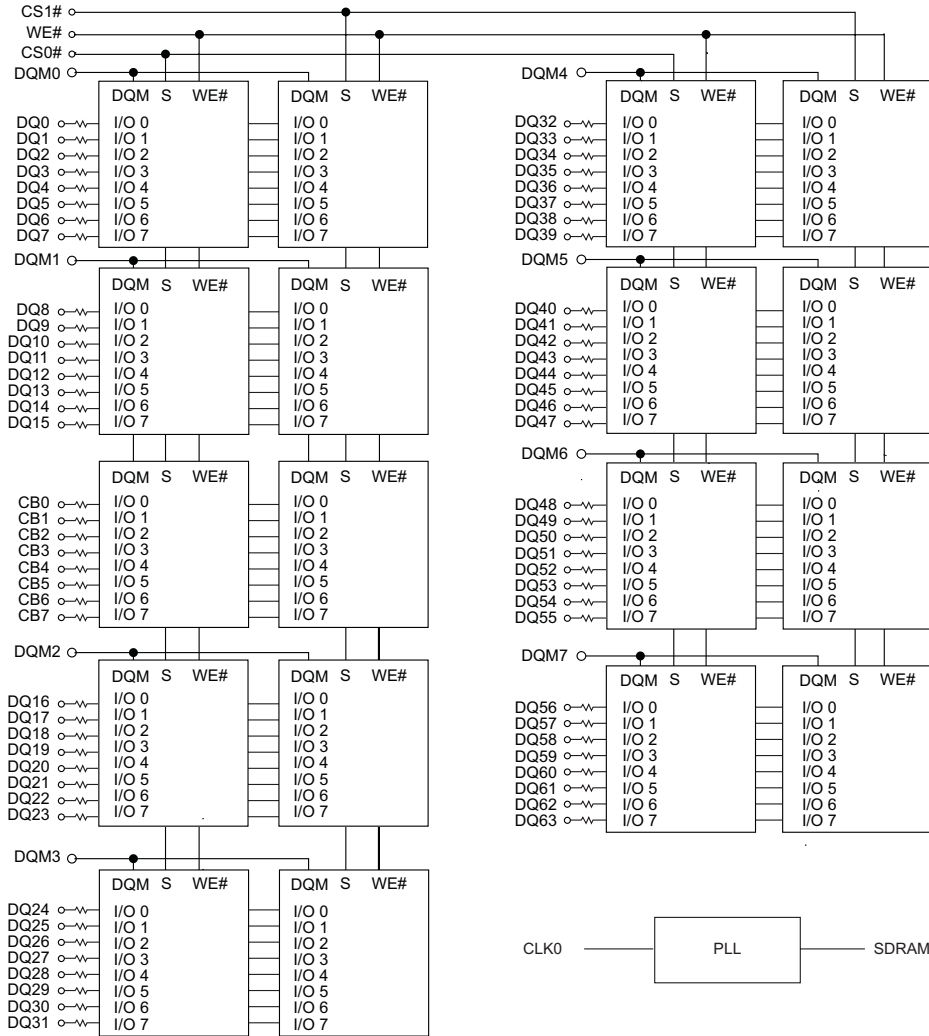 CS1#
WE#
CS0#
DQM0
DQM S WE#
DQ0 I/O 0
DQ1 I/O 1
DQ2 I/O 2
DQ3 I/O 3
DQ4 I/O 4
DQ5 I/O 5
DQ6 I/O 6
DQ7 I/O 7
DQM S WE#
I/O 0
I/O 1
I/O 2
I/O 3
I/O 4
I/O 5
I/O 6
I/O 7
DQM1
DQM S WE#
DQ8 I/O 0
DQ9 I/O 1
DQ10 I/O 2
DQ11 I/O 3
DQ12 I/O 4
DQ13 I/O 5
DQ14 I/O 6
DQ15 I/O 7
DQM S WE#
I/O 0
I/O 1
I/O 2
I/O 3
I/O 4
I/O 5
I/O 6
I/O 7
DQM S WE#
CB0 I/O 0
CB1 I/O 1
CB2 I/O 2
CB3 I/O 3
CB4 I/O 4
CB5 I/O 5
CB6 I/O 6
CB7 I/O 7
DQM S WE#
I/O 0
I/O 1
I/O 2
I/O 3
I/O 4
I/O 5
I/O 6
I/O 7
DQM2
DQM S WE#
DQ16 I/O 0
DQ17 I/O 1
DQ18 I/O 2
DQ19 I/O 3
DQ20 I/O 4
DQ21 I/O 5
DQ22 I/O 6
DQ23 I/O 7
DQM S WE#
I/O 0
I/O 1
I/O 2
I/O 3
I/O 4
I/O 5
I/O 6
I/O 7
DQM3
DQM S WE#
DQ24 I/O 0
DQ25 I/O 1
DQ26 I/O 2
DQ27 I/O 3
DQ28 I/O 4
DQ29 I/O 5
DQ30 I/O 6
DQ31 I/O 7
DQM S WE#
I/O 0
I/O 1
I/O 2
I/O 3
I/O 4
I/O 5
I/O 6
I/O 7
DQM4
DQM S WE#
DQ32 I/O 0
DQ33 I/O 1
DQ34 I/O 2
DQ35 I/O 3
DQ36 I/O 4
DQ37 I/O 5
DQ38 I/O 6
DQ39 I/O 7
DQM S WE#
I/O 0
I/O 1
I/O 2
I/O 3
I/O 4
I/O 5
I/O 6
I/O 7
DQM5
DQM S WE#
DQ40 I/O 0
DQ41 I/O 1
DQ42 I/O 2
DQ43 I/O 3
DQ44 I/O 4
DQ45 I/O 5
DQ46 I/O 6
DQ47 I/O 7
DQM S WE#
I/O 0
I/O 1
I/O 2
I/O 3
I/O 4
I/O 5
I/O 6
I/O 7
DQM6
DQM S WE#
DQ48 I/O 0
DQ49 I/O 1
DQ50 I/O 2
DQ51 I/O 3
DQ52 I/O 4
DQ53 I/O 5
DQ54 I/O 6
DQ55 I/O 7
DQM S WE#
I/O 0
I/O 1
I/O 2
I/O 3
I/O 4
I/O 5
I/O 6
I/O 7
DQM7
DQM S WE#
DQ56 I/O 0
DQ57 I/O 1
DQ58 I/O 2
DQ59 I/O 3
DQ60 I/O 4
DQ61 I/O 5
DQ62 I/O 6
DQ63 I/O 7
DQM S WE#
I/O 0
I/O 1
I/O 2
I/O 3
I/O 4
I/O 5
I/O 6
I/O 7
CLK0 PLL SDRAM